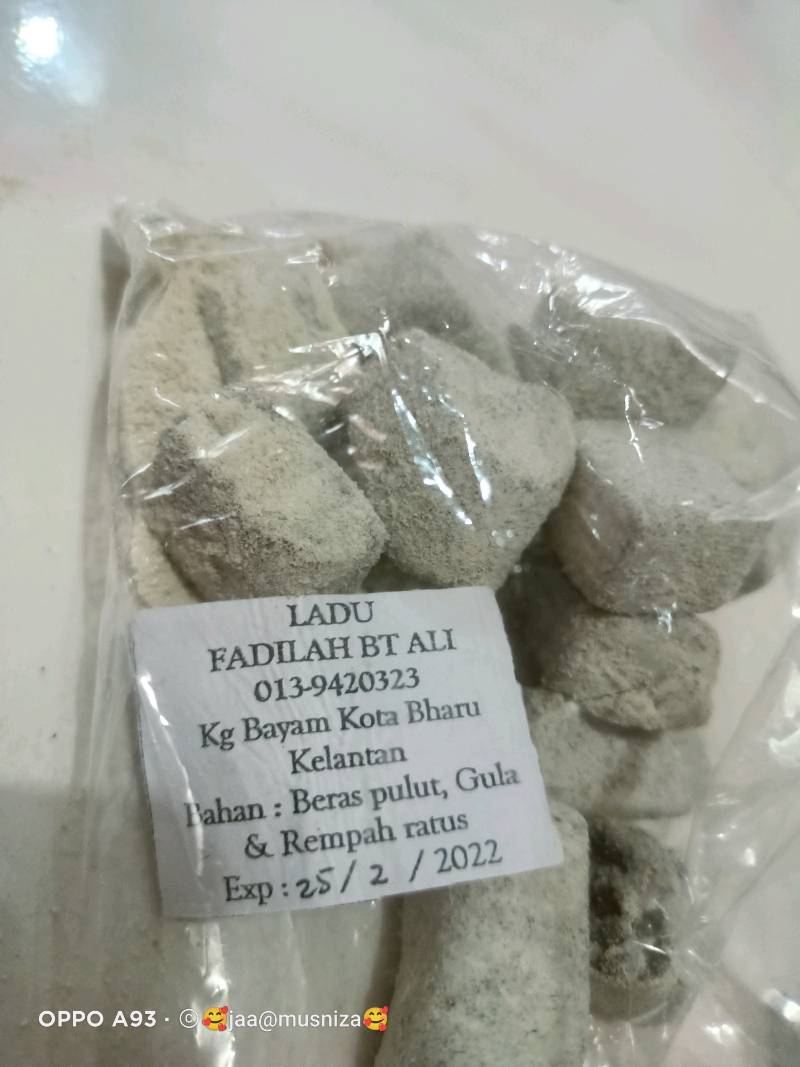 LADU
FADILAH BT ALI
013-9420323
Kg Bayam Kota Bharu
Kelantan
Bahan : Beras pulut, Gula
& Rempah ratus
Exp : 25 / 2 / 2022
OPPO A93 · ©🥰jaa@musniza🥰